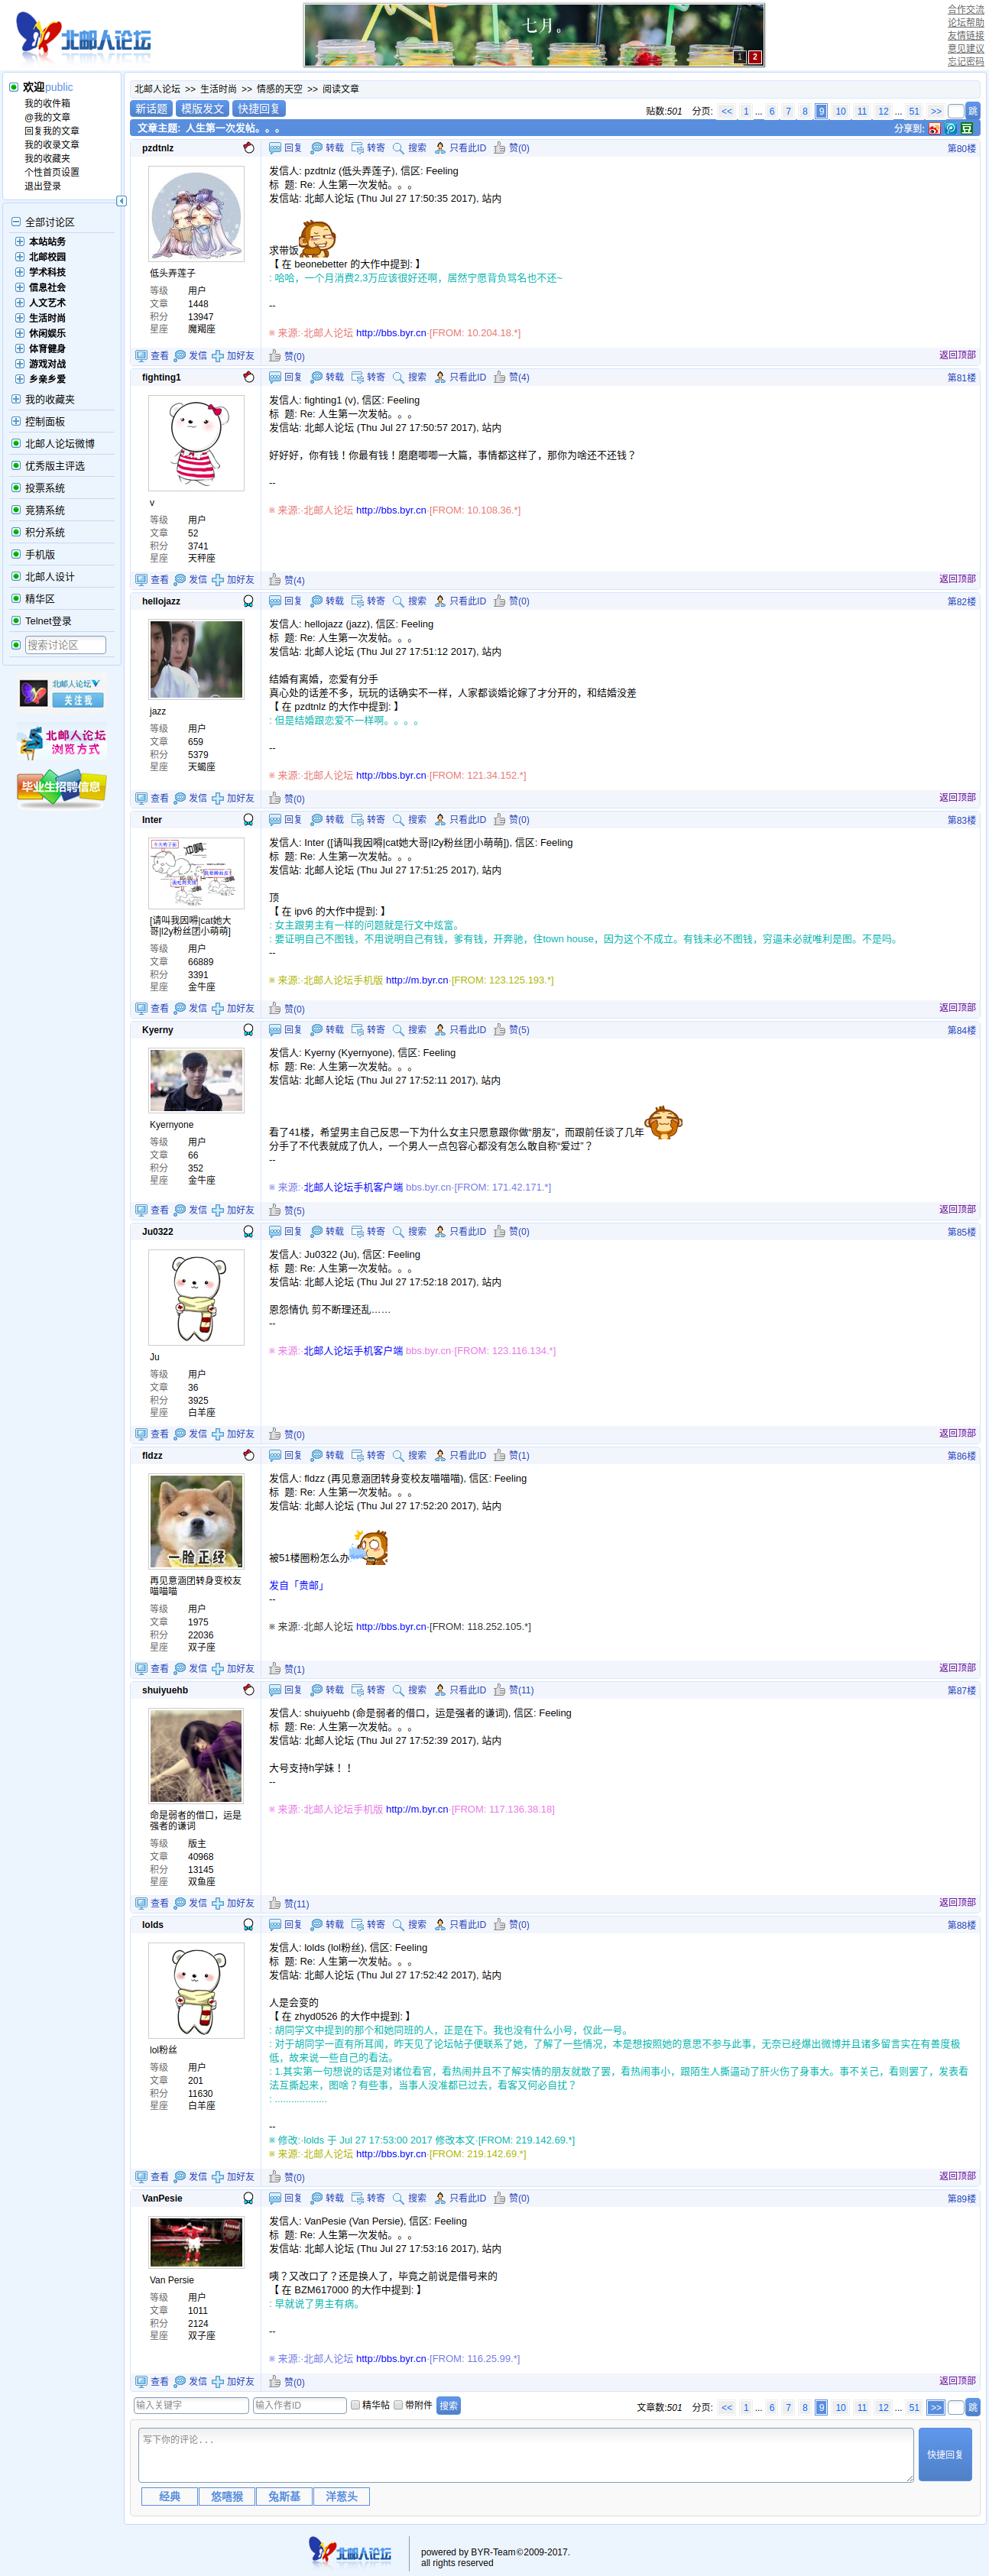 北邮人论坛
七月。
1 2
合作交流
论坛帮助
友情链接
意见建议
忘记密码
欢迎public
我的收件箱
@我的文章
回复我的文章
我的收录文章
我的收藏夹
个性首页设置
退出登录
全部讨论区
本站站务
北邮校园
学术科技
信息社会
人文艺术
生活时尚
休闲娱乐
体育健身
游戏对战
乡亲乡爱
我的收藏夹
控制面板
北邮人论坛微博
优秀版主评选
投票系统
竞猜系统
积分系统
手机版
北邮人设计
精华区
Telnet登录
搜索讨论区
北邮人论坛
关注我
北邮人论坛
浏览方式
毕业生招聘信息
北邮人论坛 >> 生活时尚 >> 情感的天空 >> 阅读文章
新话题 模版发文 快捷回复
贴数:501 分页: << 1 ... 6 7 8 9 10 11 12 ... 51 >> 跳
文章主题: 人生第一次发帖。。。 分享到:
pzdtnlz 回复 转载 转寄 搜索 只看此ID 赞(0) 第80楼
低头弄莲子
等级 用户
文章 1448
积分 13947
星座 魔羯座
发信人: pzdtnlz (低头弄莲子), 信区: Feeling
标 题: Re: 人生第一次发帖。。。
发信站: 北邮人论坛 (Thu Jul 27 17:50:35 2017), 站内
求带饭
【 在 beonebetter 的大作中提到: 】
: 哈哈，一个月消费2,3万应该很好还啊，居然宁愿背负骂名也不还~
--
※ 来源:·北邮人论坛 http://bbs.byr.cn·[FROM: 10.204.18.*]
查看 发信 加好友 赞(0) 返回顶部
fighting1 回复 转载 转寄 搜索 只看此ID 赞(4) 第81楼
v
等级 用户
文章 52
积分 3741
星座 天秤座
发信人: fighting1 (v), 信区: Feeling
标 题: Re: 人生第一次发帖。。。
发信站: 北邮人论坛 (Thu Jul 27 17:50:57 2017), 站内
好好好，你有钱！你最有钱！磨磨唧唧一大篇，事情都这样了，那你为啥还不还钱？
--
※ 来源:·北邮人论坛 http://bbs.byr.cn·[FROM: 10.108.36.*]
查看 发信 加好友 赞(4) 返回顶部
hellojazz 回复 转载 转寄 搜索 只看此ID 赞(0) 第82楼
jazz
等级 用户
文章 659
积分 5379
星座 天蝎座
发信人: hellojazz (jazz), 信区: Feeling
标 题: Re: 人生第一次发帖。。。
发信站: 北邮人论坛 (Thu Jul 27 17:51:12 2017), 站内
结婚有离婚，恋爱有分手
真心处的话差不多，玩玩的话确实不一样，人家都谈婚论嫁了才分开的，和结婚没差
【 在 pzdtnlz 的大作中提到: 】
: 但是结婚跟恋爱不一样啊。。。。
--
※ 来源:·北邮人论坛 http://bbs.byr.cn·[FROM: 121.34.152.*]
查看 发信 加好友 赞(0) 返回顶部
Inter 回复 转载 转寄 搜索 只看此ID 赞(0) 第83楼
[请叫我因嘚|cat她大
哥|l2y粉丝团小萌萌]
等级 用户
文章 66889
积分 3391
星座 金牛座
发信人: Inter ([请叫我因嘚|cat她大哥|l2y粉丝团小萌萌]), 信区: Feeling
标 题: Re: 人生第一次发帖。。。
发信站: 北邮人论坛 (Thu Jul 27 17:51:25 2017), 站内
顶
【 在 ipv6 的大作中提到: 】
: 女主跟男主有一样的问题就是行文中炫富。
: 要证明自己不图钱，不用说明自己有钱，爹有钱，开奔驰，住town house，因为这个不成立。有钱未必不图钱，穷逼未必就唯利是图。不是吗。
--
※ 来源:·北邮人论坛手机版 http://m.byr.cn·[FROM: 123.125.193.*]
查看 发信 加好友 赞(0) 返回顶部
Kyerny 回复 转载 转寄 搜索 只看此ID 赞(5) 第84楼
Kyernyone
等级 用户
文章 66
积分 352
星座 金牛座
发信人: Kyerny (Kyernyone), 信区: Feeling
标 题: Re: 人生第一次发帖。。。
发信站: 北邮人论坛 (Thu Jul 27 17:52:11 2017), 站内
看了41楼，希望男主自己反思一下为什么女主只愿意跟你做“朋友”，而跟前任谈了几年
分手了不代表就成了仇人，一个男人一点包容心都没有怎么敢自称“爱过”？
--
※ 来源:·北邮人论坛手机客户端 bbs.byr.cn·[FROM: 171.42.171.*]
查看 发信 加好友 赞(5) 返回顶部
Ju0322 回复 转载 转寄 搜索 只看此ID 赞(0) 第85楼
Ju
等级 用户
文章 36
积分 3925
星座 白羊座
发信人: Ju0322 (Ju), 信区: Feeling
标 题: Re: 人生第一次发帖。。。
发信站: 北邮人论坛 (Thu Jul 27 17:52:18 2017), 站内
恩怨情仇 剪不断理还乱……
--
※ 来源:·北邮人论坛手机客户端 bbs.byr.cn·[FROM: 123.116.134.*]
查看 发信 加好友 赞(0) 返回顶部
fldzz 回复 转载 转寄 搜索 只看此ID 赞(1) 第86楼
一脸正经
再见意涵团转身变校友
喵喵喵
等级 用户
文章 1975
积分 22036
星座 双子座
发信人: fldzz (再见意涵团转身变校友喵喵喵), 信区: Feeling
标 题: Re: 人生第一次发帖。。。
发信站: 北邮人论坛 (Thu Jul 27 17:52:20 2017), 站内
被51楼圈粉怎么办
发自「贵邮」
--
※ 来源:·北邮人论坛 http://bbs.byr.cn·[FROM: 118.252.105.*]
查看 发信 加好友 赞(1) 返回顶部
shuiyuehb 回复 转载 转寄 搜索 只看此ID 赞(11) 第87楼
命是弱者的借口，运是
强者的谦词
等级 版主
文章 40968
积分 13145
星座 双鱼座
发信人: shuiyuehb (命是弱者的借口，运是强者的谦词), 信区: Feeling
标 题: Re: 人生第一次发帖。。。
发信站: 北邮人论坛 (Thu Jul 27 17:52:39 2017), 站内
大号支持h学妹！！
--
※ 来源:·北邮人论坛手机版 http://m.byr.cn·[FROM: 117.136.38.18]
查看 发信 加好友 赞(11) 返回顶部
lolds 回复 转载 转寄 搜索 只看此ID 赞(0) 第88楼
lol粉丝
等级 用户
文章 201
积分 11630
星座 白羊座
发信人: lolds (lol粉丝), 信区: Feeling
标 题: Re: 人生第一次发帖。。。
发信站: 北邮人论坛 (Thu Jul 27 17:52:42 2017), 站内
人是会变的
【 在 zhyd0526 的大作中提到: 】
: 胡同学文中提到的那个和她同班的人，正是在下。我也没有什么小号，仅此一号。
: 对于胡同学一直有所耳闻，昨天见了论坛帖子便联系了她，了解了一些情况，本是想按照她的意思不参与此事，无奈已经爆出微博并且诸多留言实在有善度极
低，故来说一些自己的看法。
: 1.其实第一句想说的话是对诸位看官，看热闹并且不了解实情的朋友就散了罢，看热闹事小，跟陌生人撕逼动了肝火伤了身事大。事不关己，看则罢了，发表看
法互撕起来，图啥？有些事，当事人没准都已过去，看客又何必自扰？
: ...................
--
※ 修改:·lolds 于 Jul 27 17:53:00 2017 修改本文·[FROM: 219.142.69.*]
※ 来源:·北邮人论坛 http://bbs.byr.cn·[FROM: 219.142.69.*]
查看 发信 加好友 赞(0) 返回顶部
VanPesie 回复 转载 转寄 搜索 只看此ID 赞(0) 第89楼
Van Persie
等级 用户
文章 1011
积分 2124
星座 双子座
发信人: VanPesie (Van Persie), 信区: Feeling
标 题: Re: 人生第一次发帖。。。
发信站: 北邮人论坛 (Thu Jul 27 17:53:16 2017), 站内
咦？又改口了？还是换人了，毕竟之前说是借号来的
【 在 BZM617000 的大作中提到: 】
: 早就说了男主有病。
--
※ 来源:·北邮人论坛 http://bbs.byr.cn·[FROM: 116.25.99.*]
查看 发信 加好友 赞(0) 返回顶部
输入关键字 输入作者ID 精华帖 带附件 搜索
文章数:501 分页: << 1 ... 6 7 8 9 10 11 12 ... 51 >> 跳
写下你的评论...
快捷回复
经典 悠嘻猴 兔斯基 洋葱头
北邮人论坛
powered by BYR-Team©2009-2017.
all rights reserved